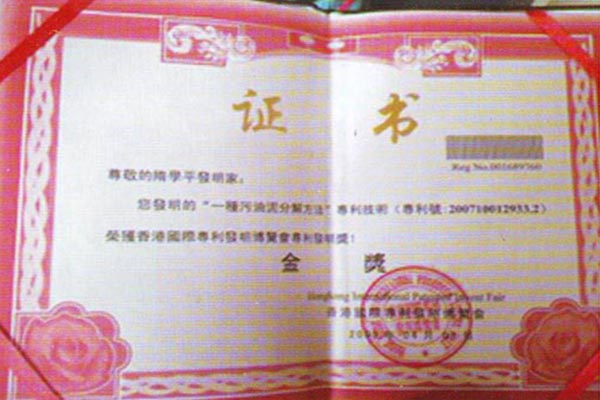 证 书
Reg No.001689760
尊敬的隋學平發明家。
您發明的“一種污油泥分解方法”專利技術（專利號:200710012933.2）
榮獲香港國際專利發明博覽會專利發明獎！
金 獎
Hongkong International Patent Invent Fair
香港國際專利發明博覽會